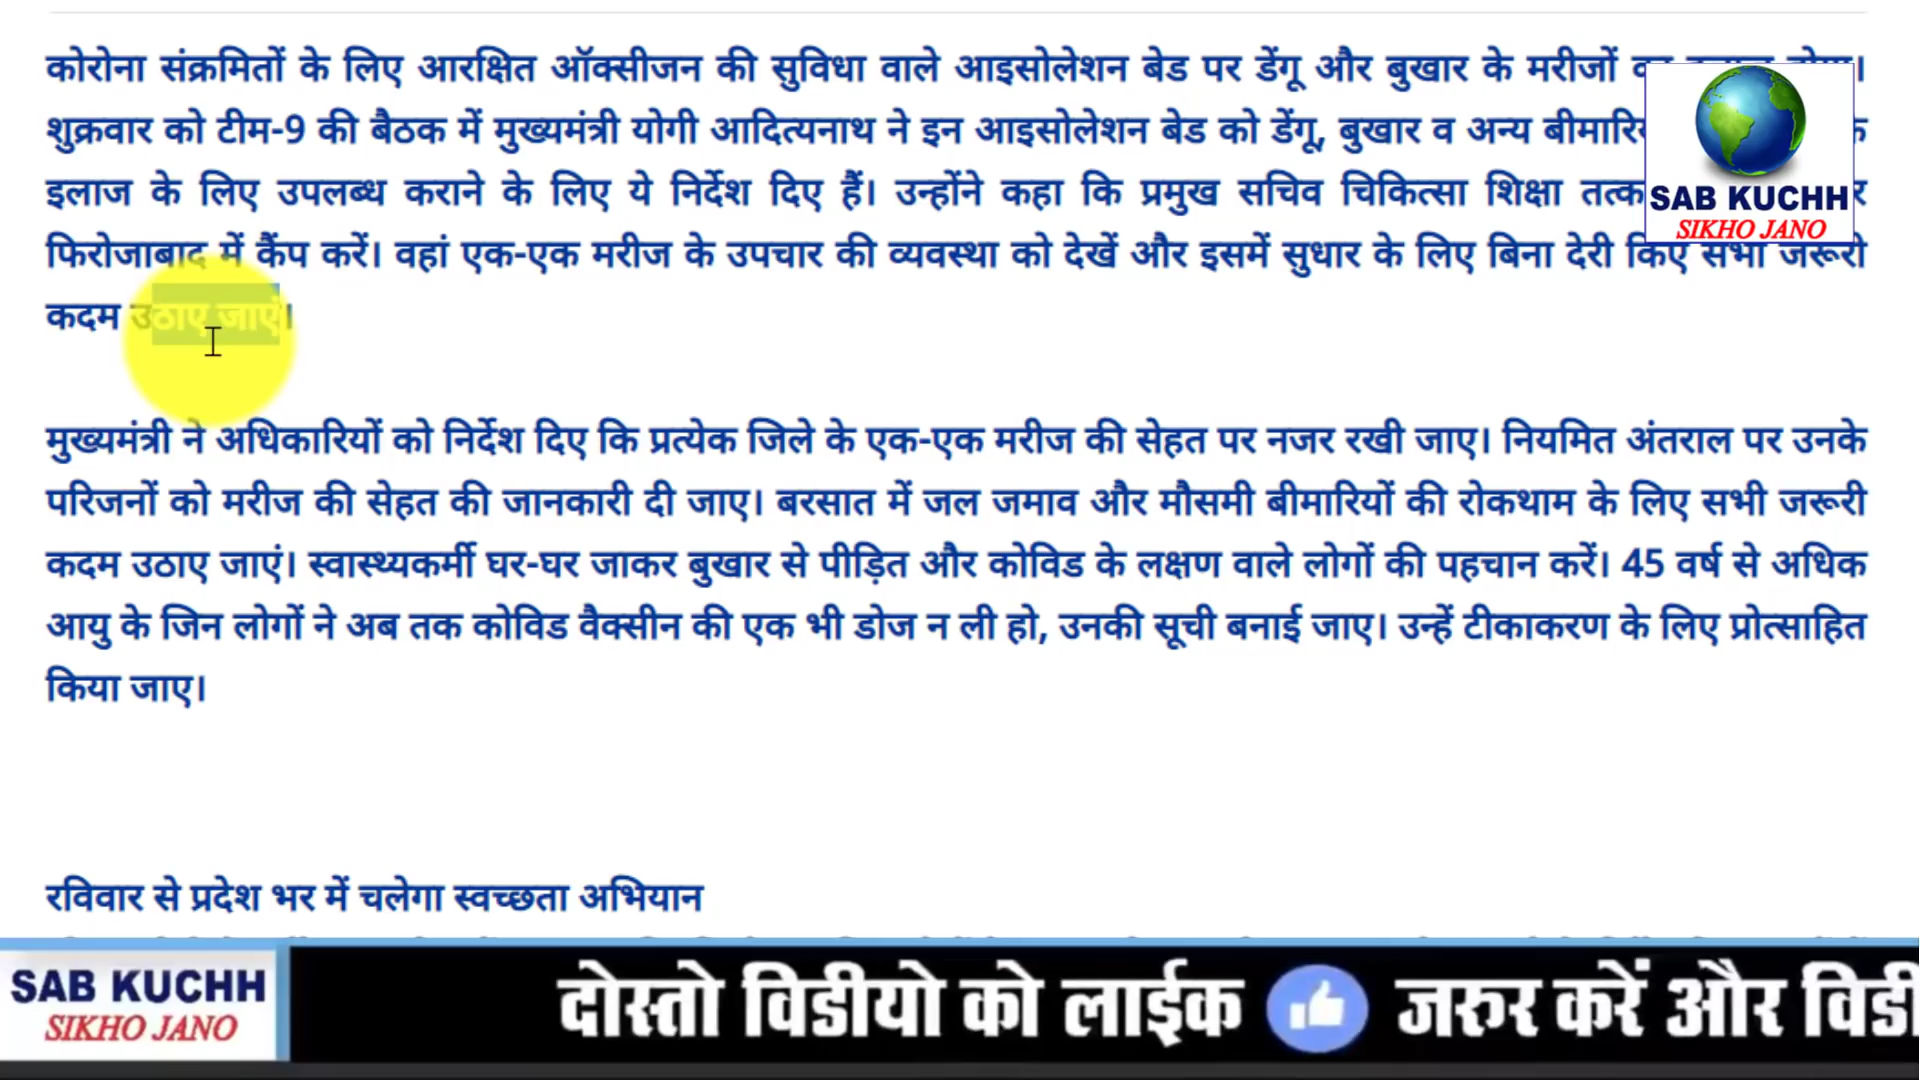 कोरोना संक्रमितों के लिए आरक्षित ऑक्सीजन की सुविधा वाले आइसोलेशन बेड पर डेंगू और बुखार के मरीजों
शुक्रवार को टीम-9 की बैठक में मुख्यमंत्री योगी आदित्यनाथ ने इन आइसोलेशन बेड को डेंगू, बुखार व अन्य
इलाज के लिए उपलब्ध कराने के लिए ये निर्देश दिए हैं। उन्होंने कहा कि प्रमुख सचिव चिकित्सा शिक्षा
फिरोजाबाद में कैंप करें। वहां एक-एक मरीज के उपचार की व्यवस्था को देखें और इसमें सुधार के लिए बिना देरी किए सभी जरूरी
कदम उठाए जाएं।
मुख्यमंत्री ने अधिकारियों को निर्देश दिए कि प्रत्येक जिले के एक-एक मरीज की सेहत पर नजर रखी जाए। नियमित अंतराल पर उनके
परिजनों को मरीज की सेहत की जानकारी दी जाए। बरसात में जल जमाव और मौसमी बीमारियों की रोकथाम के लिए सभी जरूरी
कदम उठाए जाएं। स्वास्थ्यकर्मी घर-घर जाकर बुखार से पीड़ित और कोविड के लक्षण वाले लोगों की पहचान करें। 45 वर्ष से अधिक
आयु के जिन लोगों ने अब तक कोविड वैक्सीन की एक भी डोज न ली हो, उनकी सूची बनाई जाए। उन्हें टीकाकरण के लिए प्रोत्साहित
किया जाए।
रविवार से प्रदेश भर में चलेगा स्वच्छता अभियान
SAB KUCHH
SIKHO JANO
SAB KUCHH
SIKHO JANO
दोस्तो विडीयो को लाईक जरुर करें और